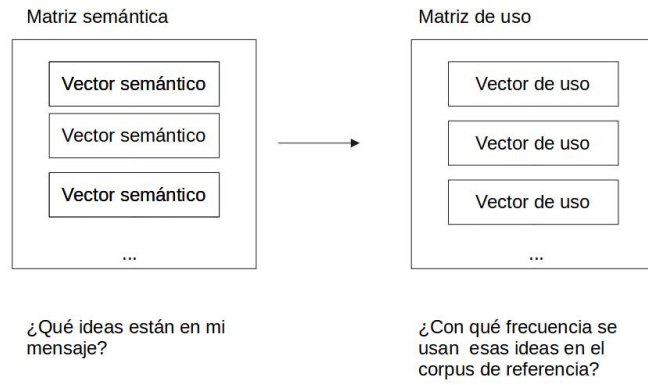 Matriz semántica
Vector semántico
Vector semántico
Vector semántico
...
¿Qué ideas están en mi
mensaje?
Matriz de uso
Vector de uso
Vector de uso
Vector de uso
...
¿Con qué frecuencia se
usan esas ideas en el
corpus de referencia?